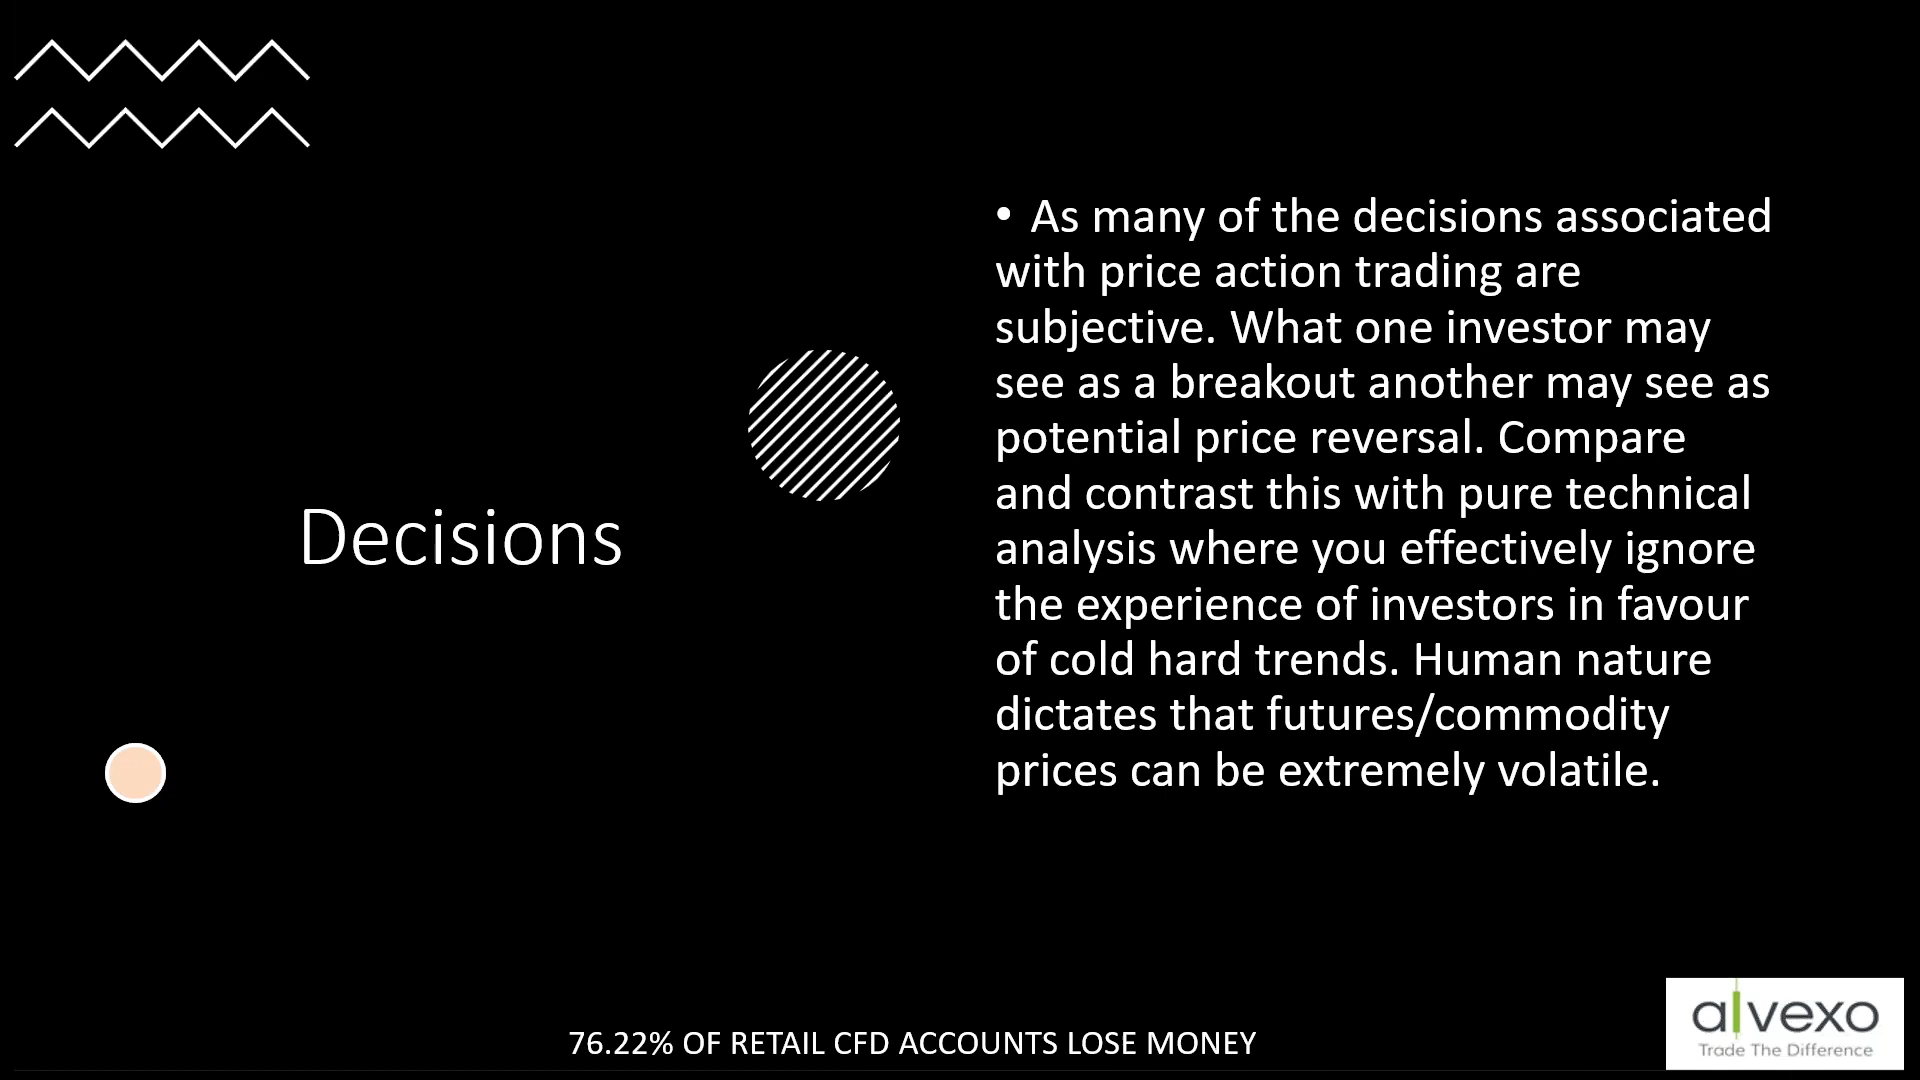 Decisions
• As many of the decisions associated
with price action trading are
subjective. What one investor may
see as a breakout another may see as
potential price reversal. Compare
and contrast this with pure technical
analysis where you effectively ignore
the experience of investors in favour
of cold hard trends. Human nature
dictates that futures/commodity
prices can be extremely volatile.
76.22% OF RETAIL CFD ACCOUNTS LOSE MONEY
alvexo
Trade The Difference